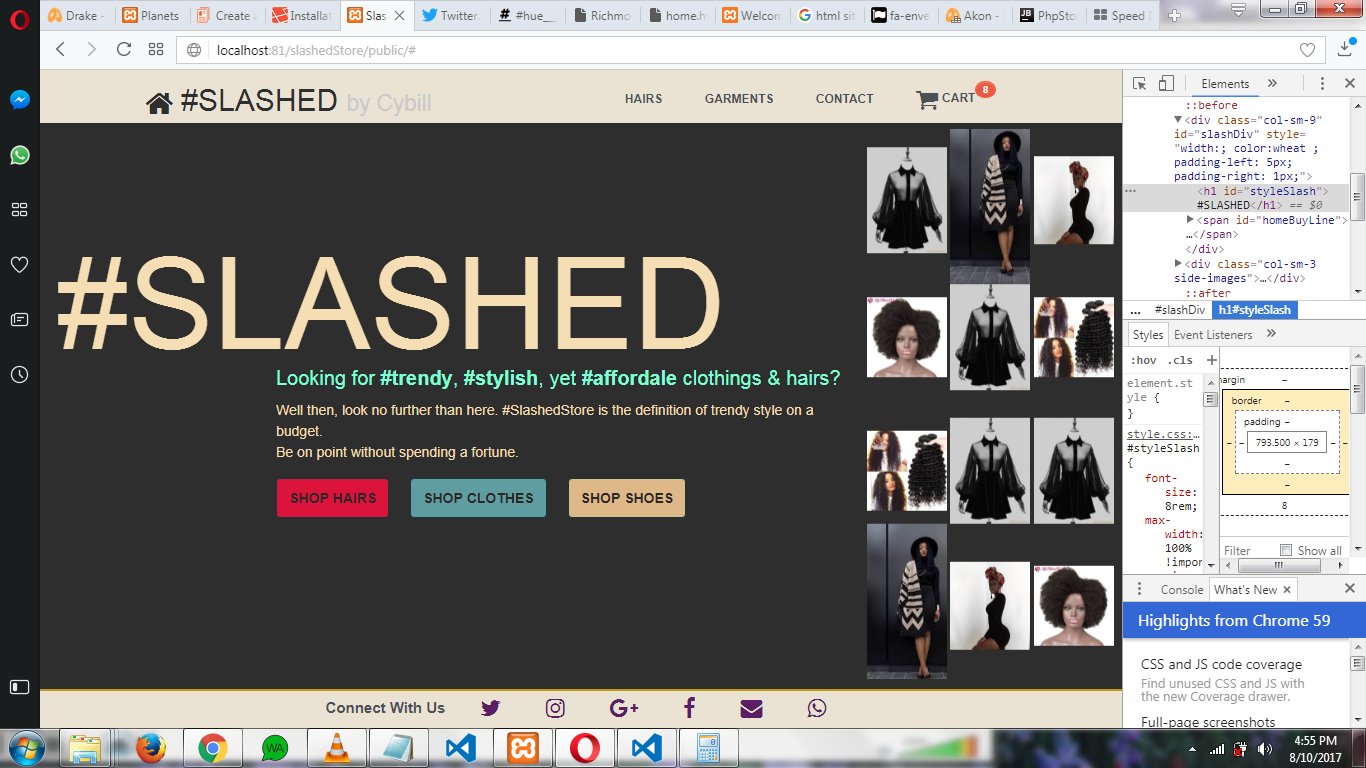 Drake -
Planets
Create a
Installat
Slas
Twitter.
#hue__
Richmo
home.h
Welcom
html sit
fa-enve
Akon -
PhpSto
Speed D
localhost:81/slashedStore/public/#
#SLASHED by Cybill
HAIRS
GARMENTS
CONTACT
CART
8
#SLASHED
Looking for #trendy, #stylish, yet #affordale clothings & hairs?
Well then, look no further than here. #SlashedStore is the definition of trendy style on a
budget.
Be on point without spending a fortune.
SHOP HAIRS
SHOP CLOTHES
SHOP SHOES
Connect With Us
Elements
::before
<div class="col-sm-9"
id="slashDiv" style=
"width:; color:wheat ;
padding-left: 5px;
padding-right: 1px;">
<h1 id="styleSlash">
#SLASHED</h1> == $0
<span id="homeBuyLine">
…</span>
</div>
<div class="col-sm-3
side-images">…</div>
::after
... #slashDiv h1#styleSlash
Styles Event Listeners
:hov .cls +
element.st
yle {
}
style.css:…
#styleSlash
{
font-
size:
8rem;
max-
width:
100%
!impor
margin –
border –
padding –
793.500 × 179
8
Filter
Show all
Console
What's New
Highlights from Chrome 59
CSS and JS code coverage
Find unused CSS and JS with
the new Coverage drawer.
Full-page screenshots
WA
4:55 PM
8/10/2017